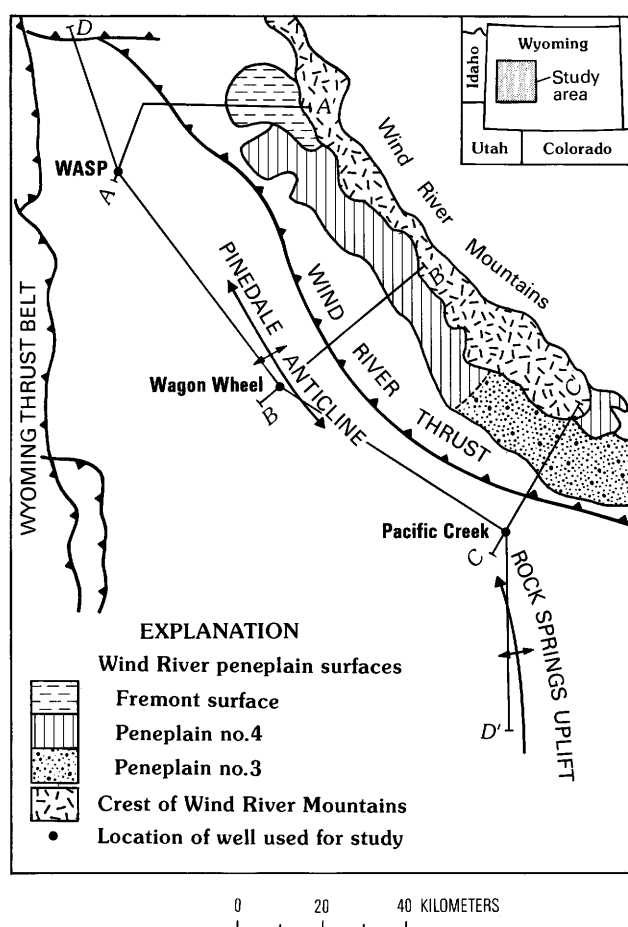 D
Wyoming
Idaho
Study
area
Utah
Colorado
A'
WASP
A
Wind River Mountains
PINEDALE ANTICLINE
WIND RIVER THRUST
B'
Wagon Wheel
B
WYOMING THRUST BELT
C'
Pacific Creek
C
ROCK SPRINGS UPLIFT
D'
EXPLANATION
Wind River peneplain surfaces
Fremont surface
Peneplain no.4
Peneplain no.3
Crest of Wind River Mountains
Location of well used for study
0 20 40 KILOMETERS